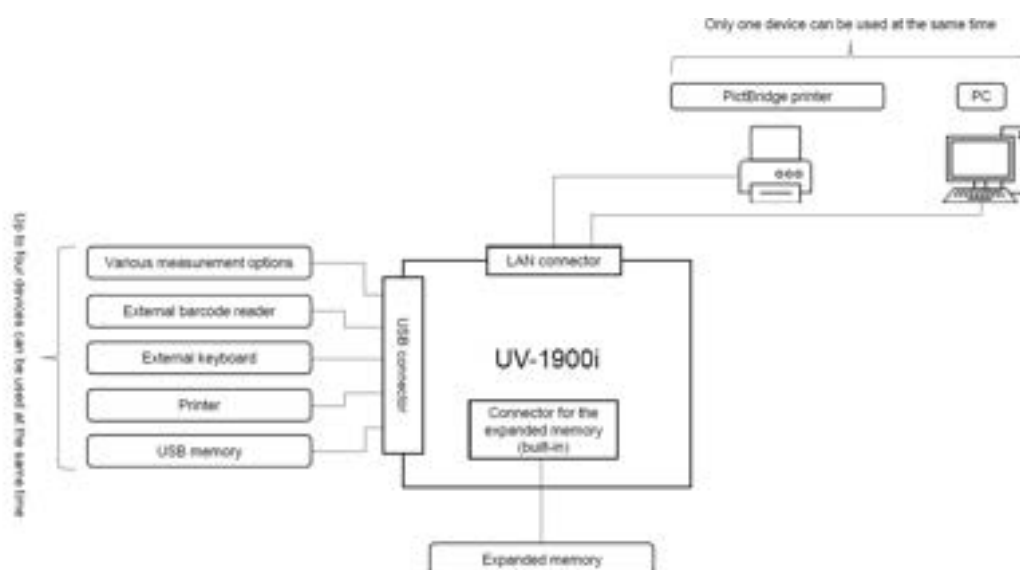 Only one device can be used at the same time
PictBridge printer
PC
Up to four devices can be used at the same time
Various measurement options
External barcode reader
External keyboard
Printer
USB memory
USB connector
LAN connector
UV-1900i
Connector for the
expanded memory
(built-in)
Expanded memory